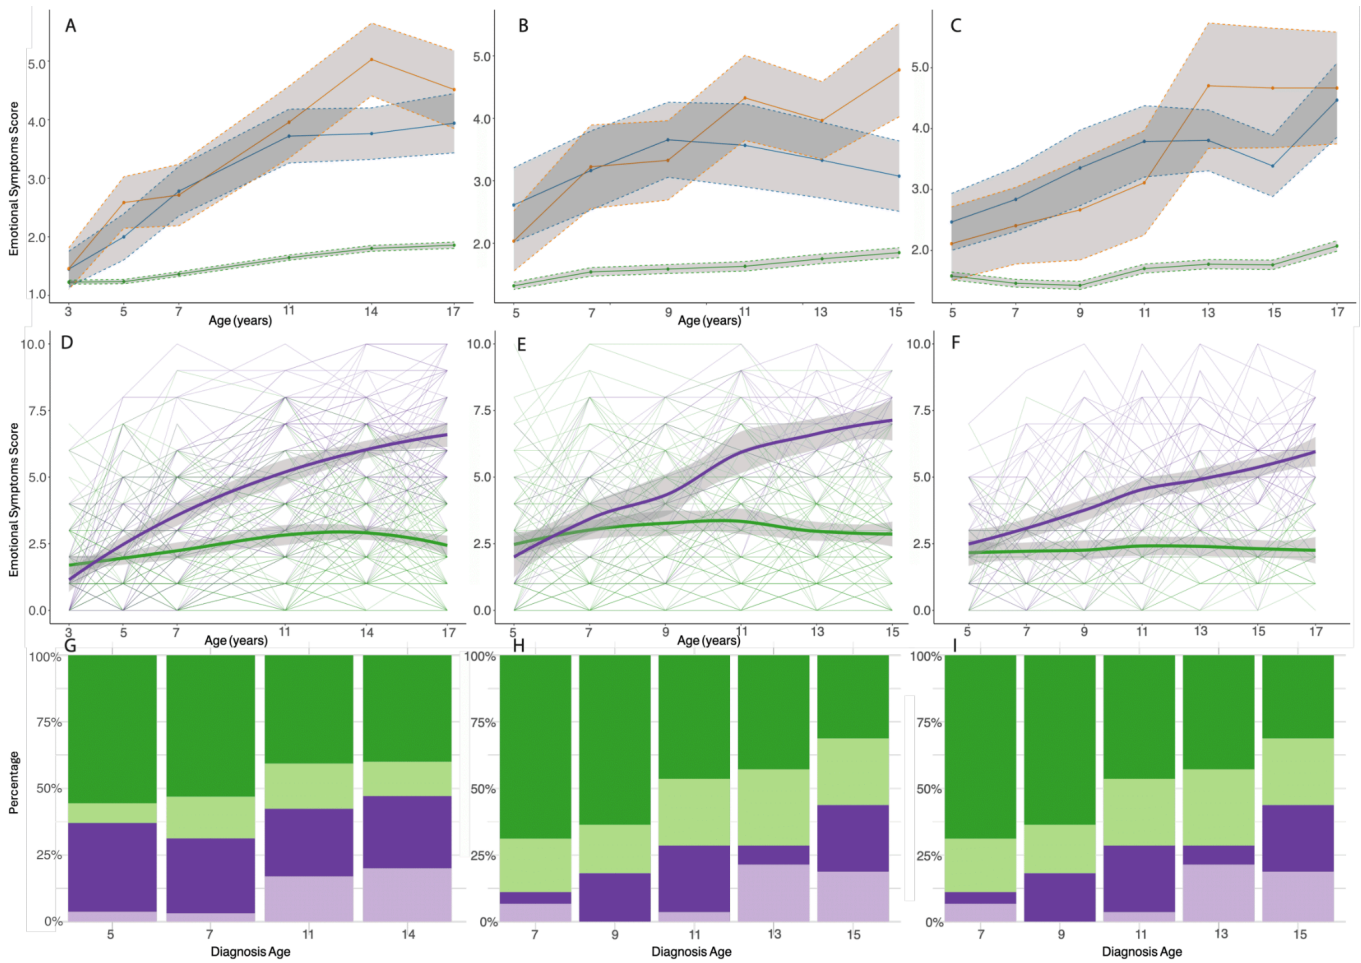 A B C
Emotional Symptoms Score
5.0 5.0 5.0
4.0 4.0 4.0
3.0 3.0 3.0
2.0 2.0 2.0
1.0
3 5 7 11 14 17 5 7 9 11 13 15 5 7 9 11 13 15 17
Age (years) Age (years)
D E F
Emotional Symptoms Score
10.0 10.0 10.0
7.5 7.5 7.5
5.0 5.0 5.0
2.5 2.5 2.5
0.0 0.0 0.0
3 5 7 11 14 17 5 7 9 11 13 15 5 7 9 11 13 15 17
Age (years) Age (years)
G H I
Percentage
100% 100% 100%
75% 75% 75%
50% 50% 50%
25% 25% 25%
0% 0% 0%
5 7 11 14 7 9 11 13 15 7 9 11 13 15
Diagnosis Age Diagnosis Age Diagnosis Age